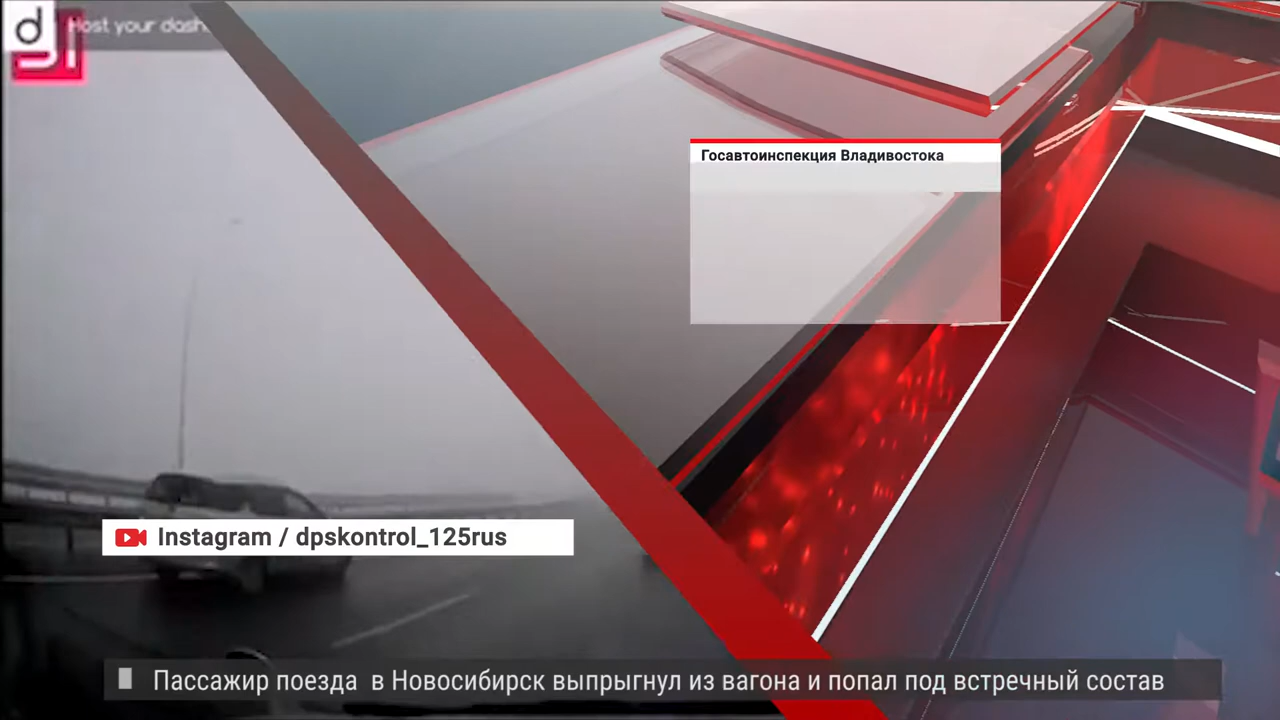 d
Host your dash
Госавтоинспекция Владивостока
Instagram / dpskontrol_125rus
Пассажир поезда в Новосибирск выпрыгнул из вагона и попал под встречный состав